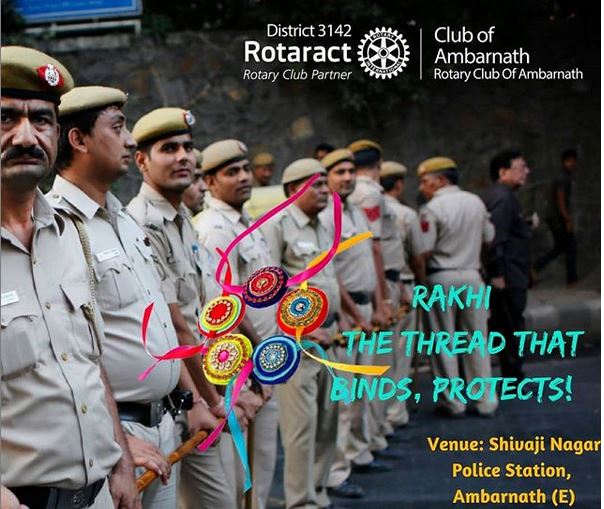 District 3142
Rotaract
Rotary Club Partner
Club of
Ambarnath
Rotary Club Of Ambarnath
RAKHI
THE THREAD THAT
BINDS, PROTECTS!
Venue: Shivaji Nagar
Police Station,
Ambarnath (E)